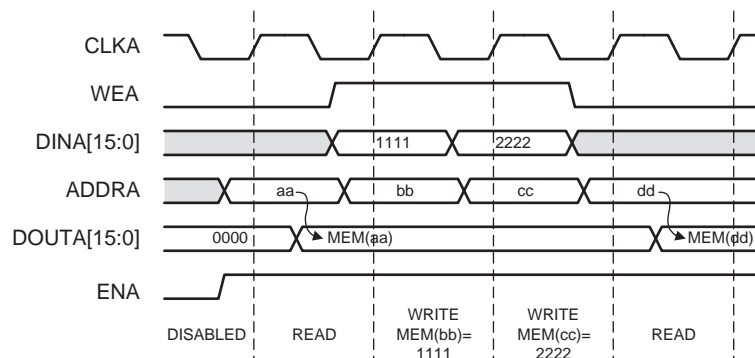 CLKA
WEA
DINA[15:0] 1111 2222
ADDRA aa bb cc dd
DOUTA[15:0] 0000 MEM(aa) MEM(dd)
ENA
DISABLED READ WRITE MEM(bb)= 1111 WRITE MEM(cc)= 2222 READ